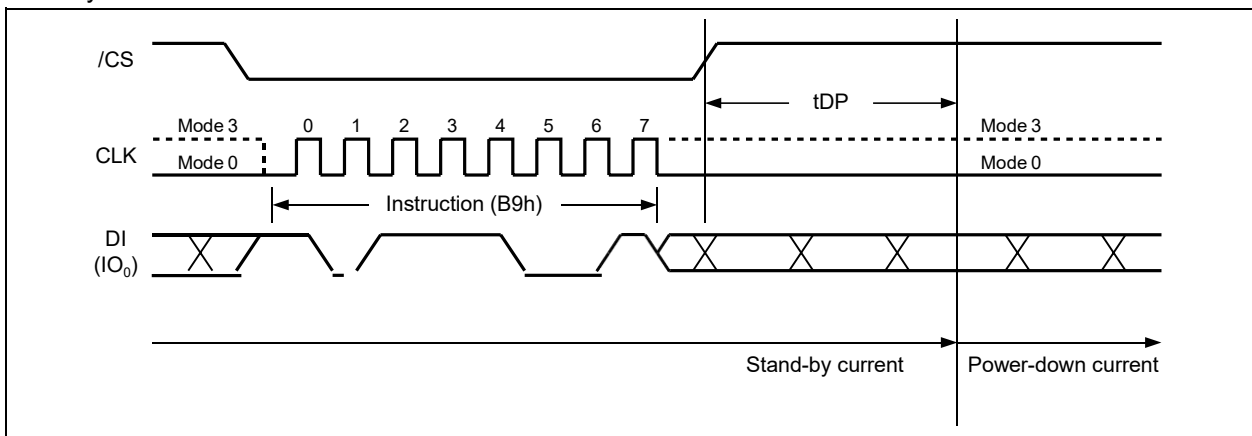 /CS
tDP
Mode 3 0 1 2 3 4 5 6 7 Mode 3
CLK
Mode 0 Mode 0
Instruction (B9h)
DI
(IO₀)
Stand-by current Power-down current